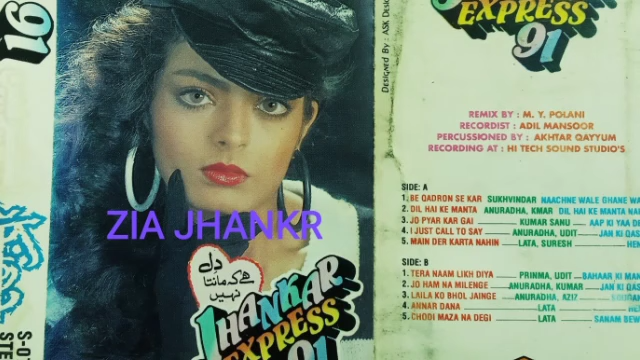 91
ZIA JHANKR
دل
ہے کہ مانتا
نہیں
JHANKAR
EXPRESS
91
EXPRESS
91
DESIGNED BY: ASK
REMIX BY : M. Y. POLANI
RECORDIST : ADIL MANSOOR
PERCUSSIONED BY : AKHTAR QAYYUM
RECORDING AT : HI TECH SOUND STUDIO'S
SIDE: A
1. BE QADRON SE KAR SUKHVINDAR NAACHNE WALE GHANE
2. DIL HAI KE MANTA ANURADHA, KMAR DIL HAI KE MANTA
3. JO PYAR KAR GAI KUMAR SANU AAP KI YAA
4. I JUST CALL TO SAY ANURADHA, UDIT JAN KI
5. MAIN DER KARTA NAHIN LATA, SURESH
SIDE: B
1. TERA NAAM LIKH DIYA PRINMA, UDIT
2. JO HAM NA MILENGE ANURADHA, KUMAR JAN KI
3. LAILA KO BHOL JAINGE ANURADHA, AZIZ
4. ANNAR DANA LATA
5. CHODI MAZA NA DEGI LATA SANAM